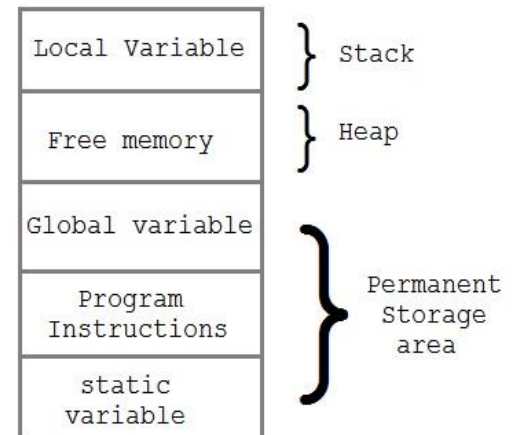 Local Variable
Stack
Free memory
Heap
Global variable
Program
Instructions
Permanent
Storage
area
static
variable